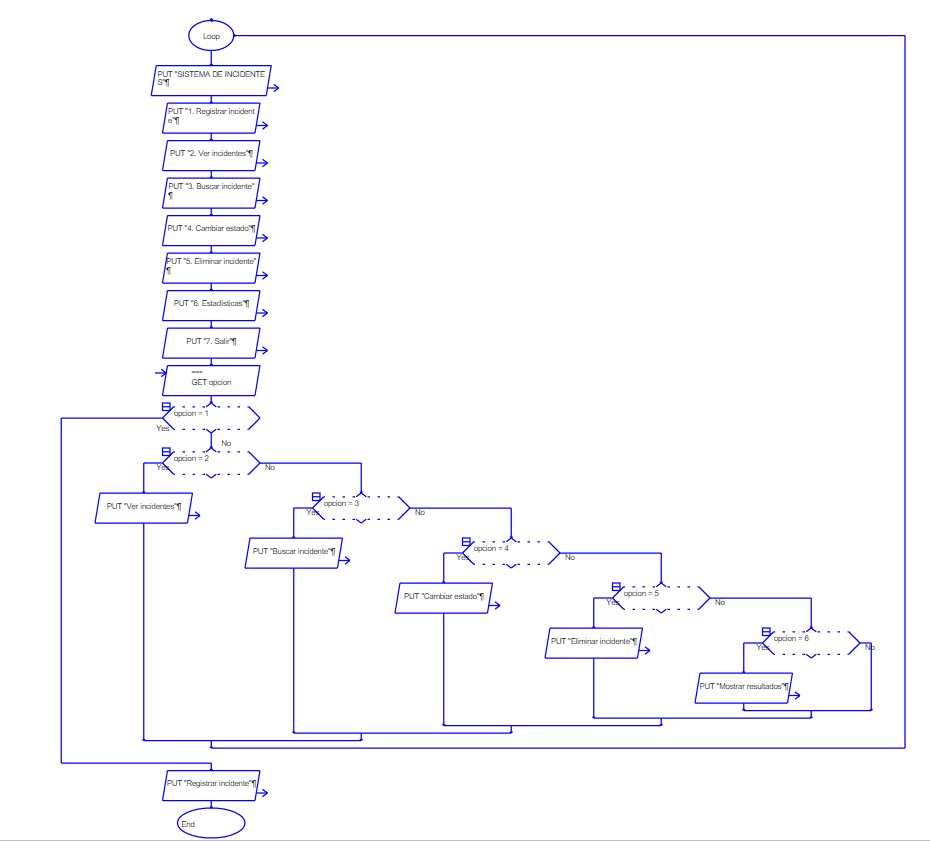 Loop
PUT "SISTEMA DE INCIDENTE
S"¶
PUT "1. Registrar incident
e"¶
PUT "2. Ver incidentes"¶
PUT "3. Buscar incidente"
¶
PUT "4. Cambiar estado"¶
PUT "5. Eliminar incidente"
¶
PUT "6. Estadísticas"¶
PUT "7. Salir"¶
""""
GET opcion
opcion = 1
Yes
No
opcion = 2
Yes
No
PUT "Ver incidentes"¶
opcion = 3
Yes
No
PUT "Buscar incidente"¶
opcion = 4
Yes
No
PUT "Cambiar estado"¶
opcion = 5
Yes
No
PUT "Eliminar incidente"¶
opcion = 6
Yes
No
PUT "Mostrar resultados"¶
PUT "Registrar incidente"¶
End